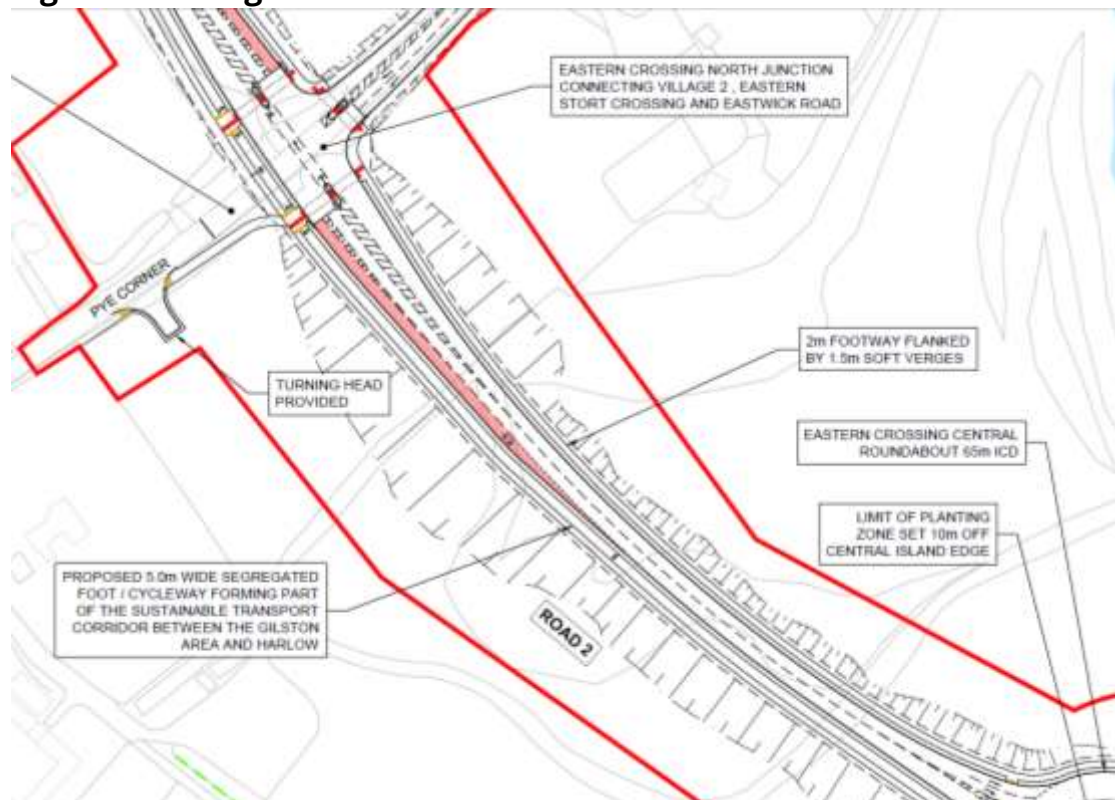 EASTERN CROSSING NORTH JUNCTION
CONNECTING VILLAGE 2 , EASTERN
STORT CROSSING AND EASTWICK ROAD
PYE CORNER
TURNING HEAD
PROVIDED
2m FOOTWAY FLANKED
BY 1.5m SOFT VERGES
EASTERN CROSSING CENTRAL
ROUNDABOUT 65m ICD
LIMIT OF PLANTING
ZONE SET 10m OFF
CENTRAL ISLAND EDGE
PROPOSED 5.0m WIDE SEGREGATED
FOOT / CYCLEWAY FORMING PART
OF THE SUSTAINABLE TRANSPORT
CORRIDOR BETWEEN THE GILSTON
AREA AND HARLOW
ROAD 2